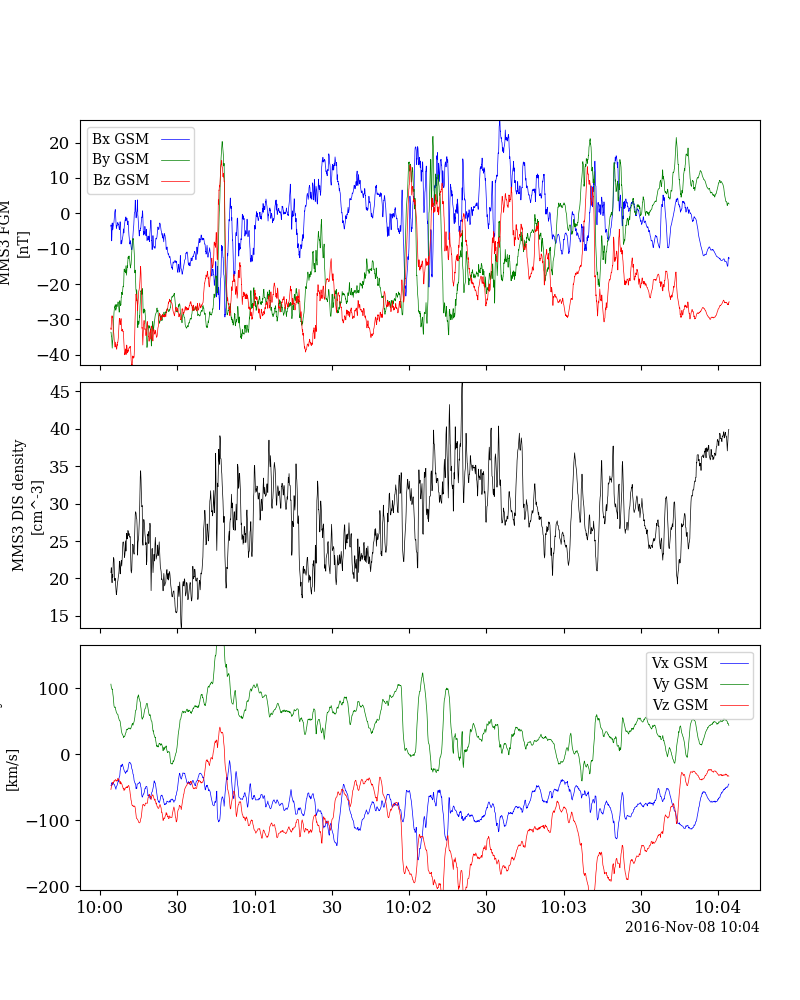 20
10
0
−10
−20
−30
−40
MMS3 FGM
[nT]
Bx GSM
By GSM
Bz GSM
45
40
35
30
25
20
15
MMS3 DIS density
[cm^-3]
100
0
−100
−200
[km/s]
Vx GSM
Vy GSM
Vz GSM
10:00 30 10:01 30 10:02 30 10:03 30 10:04
2016-Nov-08 10:04